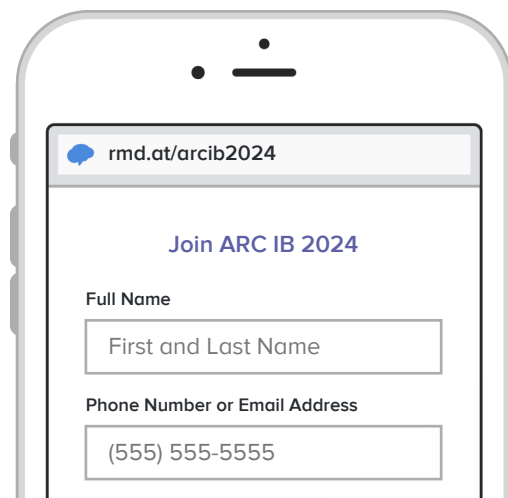 rmd.at/arcib2024
Join ARC IB 2024
Full Name
First and Last Name
Phone Number or Email Address
(555) 555-5555